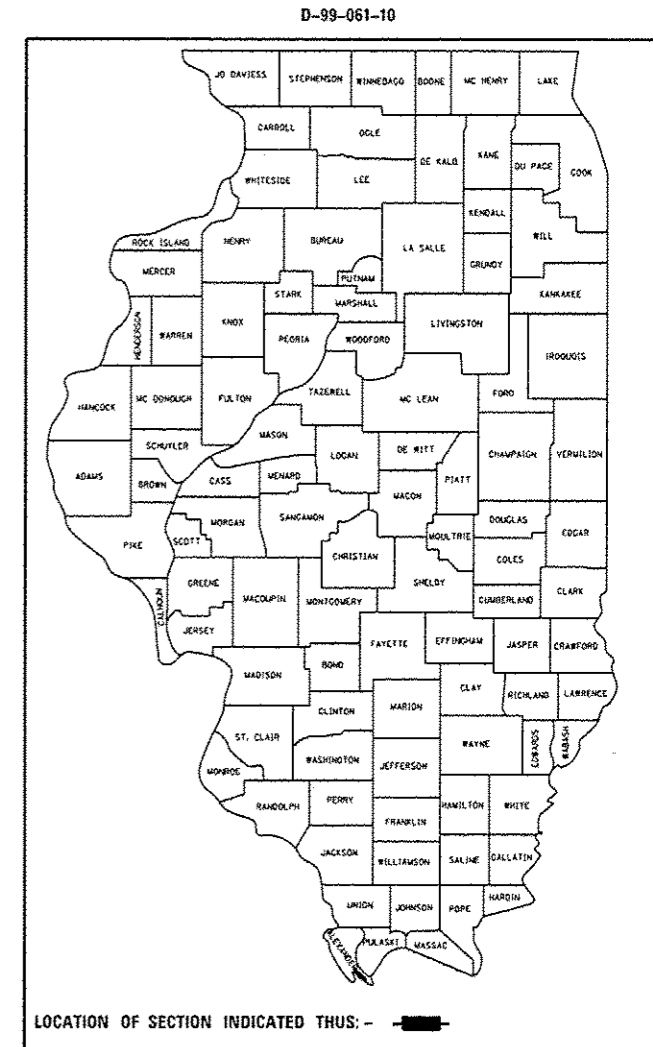 D-99-061-10
JO DAVIESS STEPHENSON WINNEBAGO BOONE MC HENRY LAKE
CARROLL OGLE DE KALB KANE DU PAGE COOK
WHITESIDE LEE
KENDALL WILL
ROCK ISLAND HENRY BUREAU LA SALLE
MERCER PUTNAM GRUNDY
STARK MARSHALL KANKAKEE
HENDERSON WARREN KNOX PEORIA WOODFORD LIVINGSTON
IROQUOIS
HANCOCK MC DONOUGH FULTON TAZEWELL MC LEAN FORD
MASON
SCHUYLER LOGAN DE WITT CHAMPAIGN VERMILION
ADAMS BROWN CASS MENARD PIATT
MACON
MORGAN SANGAMON DOUGLAS
PIKE SCOTT CHRISTIAN MOULTRIE EDGAR
COLES
GREENE SHELBY
CALHOUN MACOUPIN MONTGOMERY CUMBERLAND CLARK
JERSEY
FAYETTE EFFINGHAM JASPER CRAWFORD
BOND
MADISON CLAY
CLINTON MARION RICHLAND LAWRENCE
ST. CLAIR WAYNE EDWARDS WABASH
WASHINGTON JEFFERSON
MONROE
RANDOLPH PERRY HAMILTON WHITE
FRANKLIN
JACKSON WILLIAMSON SALINE GALLATIN
HARDIN
UNION JOHNSON POPE
ALEXANDER PULASKI MASSAC
LOCATION OF SECTION INDICATED THUS: -